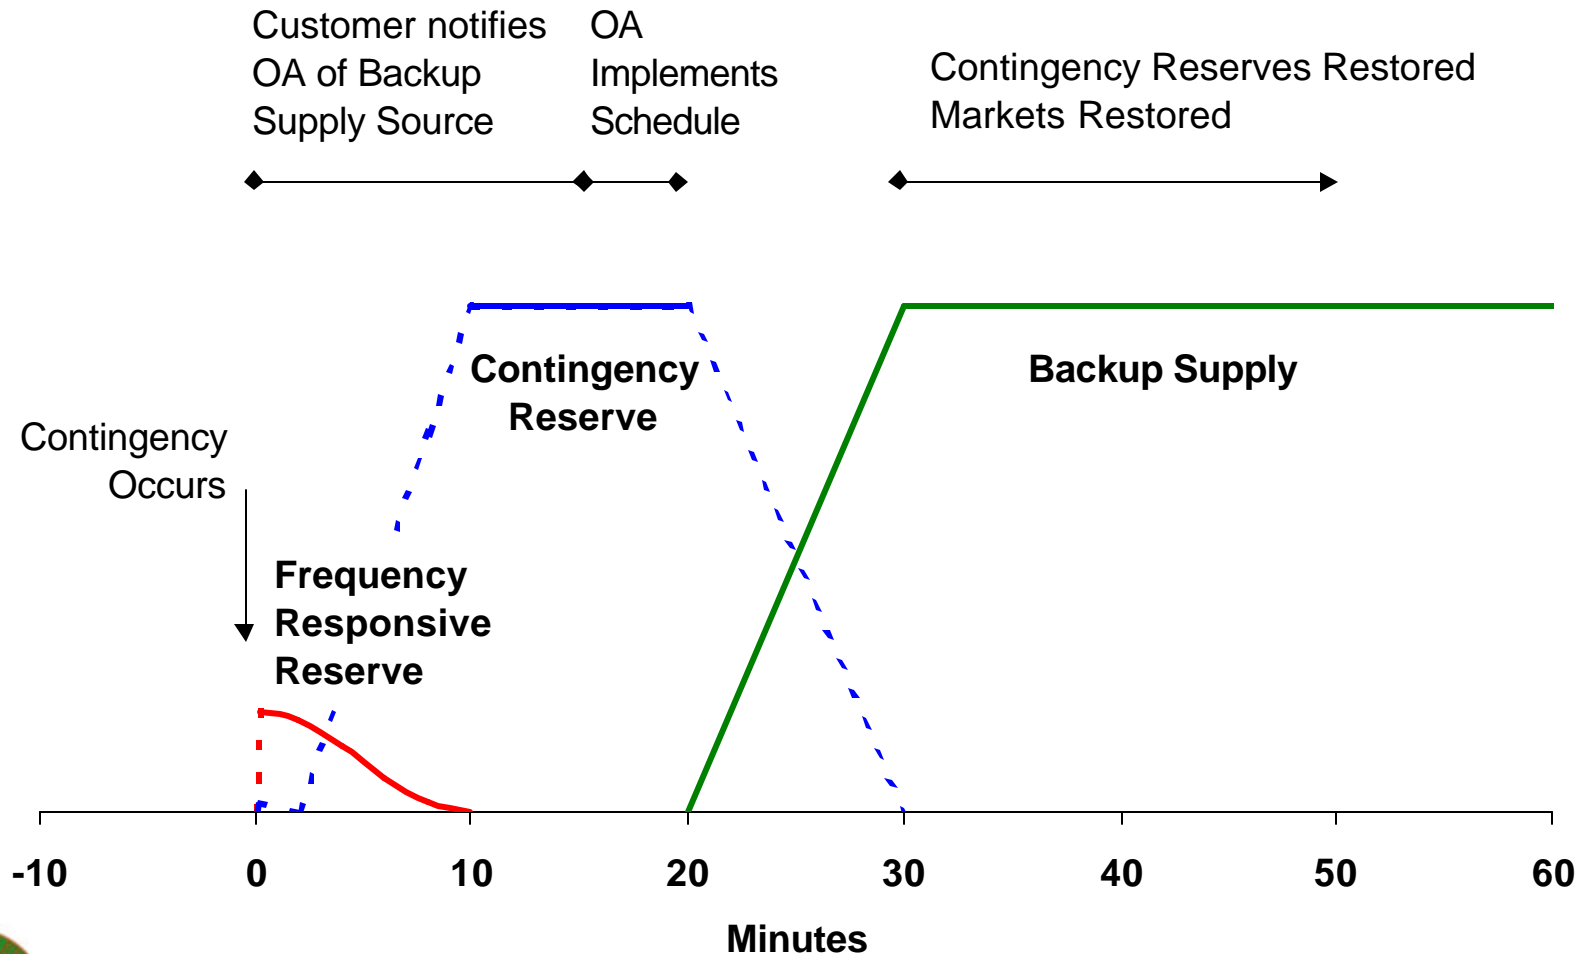 Customer notifies
OA of Backup
Supply Source
OA
Implements
Schedule
Contingency Reserves Restored
Markets Restored
Contingency
Reserve
Backup Supply
Contingency
Occurs
Frequency
Responsive
Reserve
-10 0 10 20 30 40 50 60
Minutes